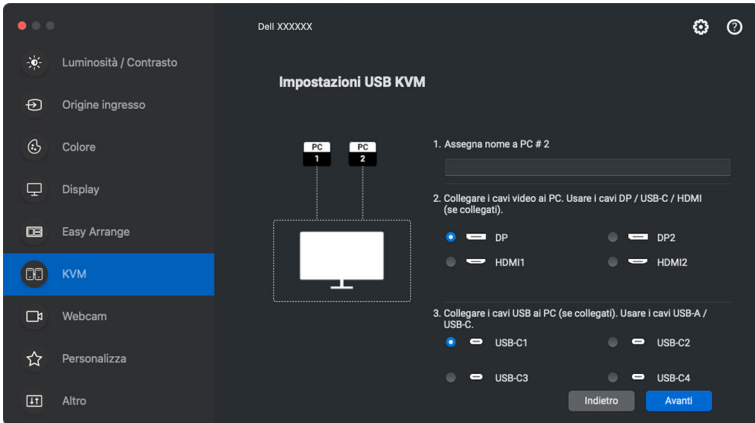 Dell XXXXXX
Luminosità / Contrasto
Origine ingresso
Colore
Display
Easy Arrange
KVM
Webcam
Personalizza
Altro
Impostazioni USB KVM
PC
1
PC
2
1. Assegna nome a PC # 2
2. Collegare i cavi video ai PC. Usare i cavi DP / USB-C / HDMI
(se collegati).
DP
DP2
HDMI1
HDMI2
3. Collegare i cavi USB ai PC (se collegati). Usare i cavi USB-A /
USB-C.
USB-C1
USB-C2
USB-C3
USB-C4
Indietro
Avanti